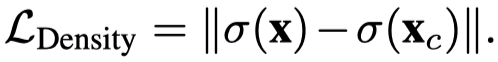 ℒ_Density = ‖σ(𝐱) − σ(𝐱_c)‖.